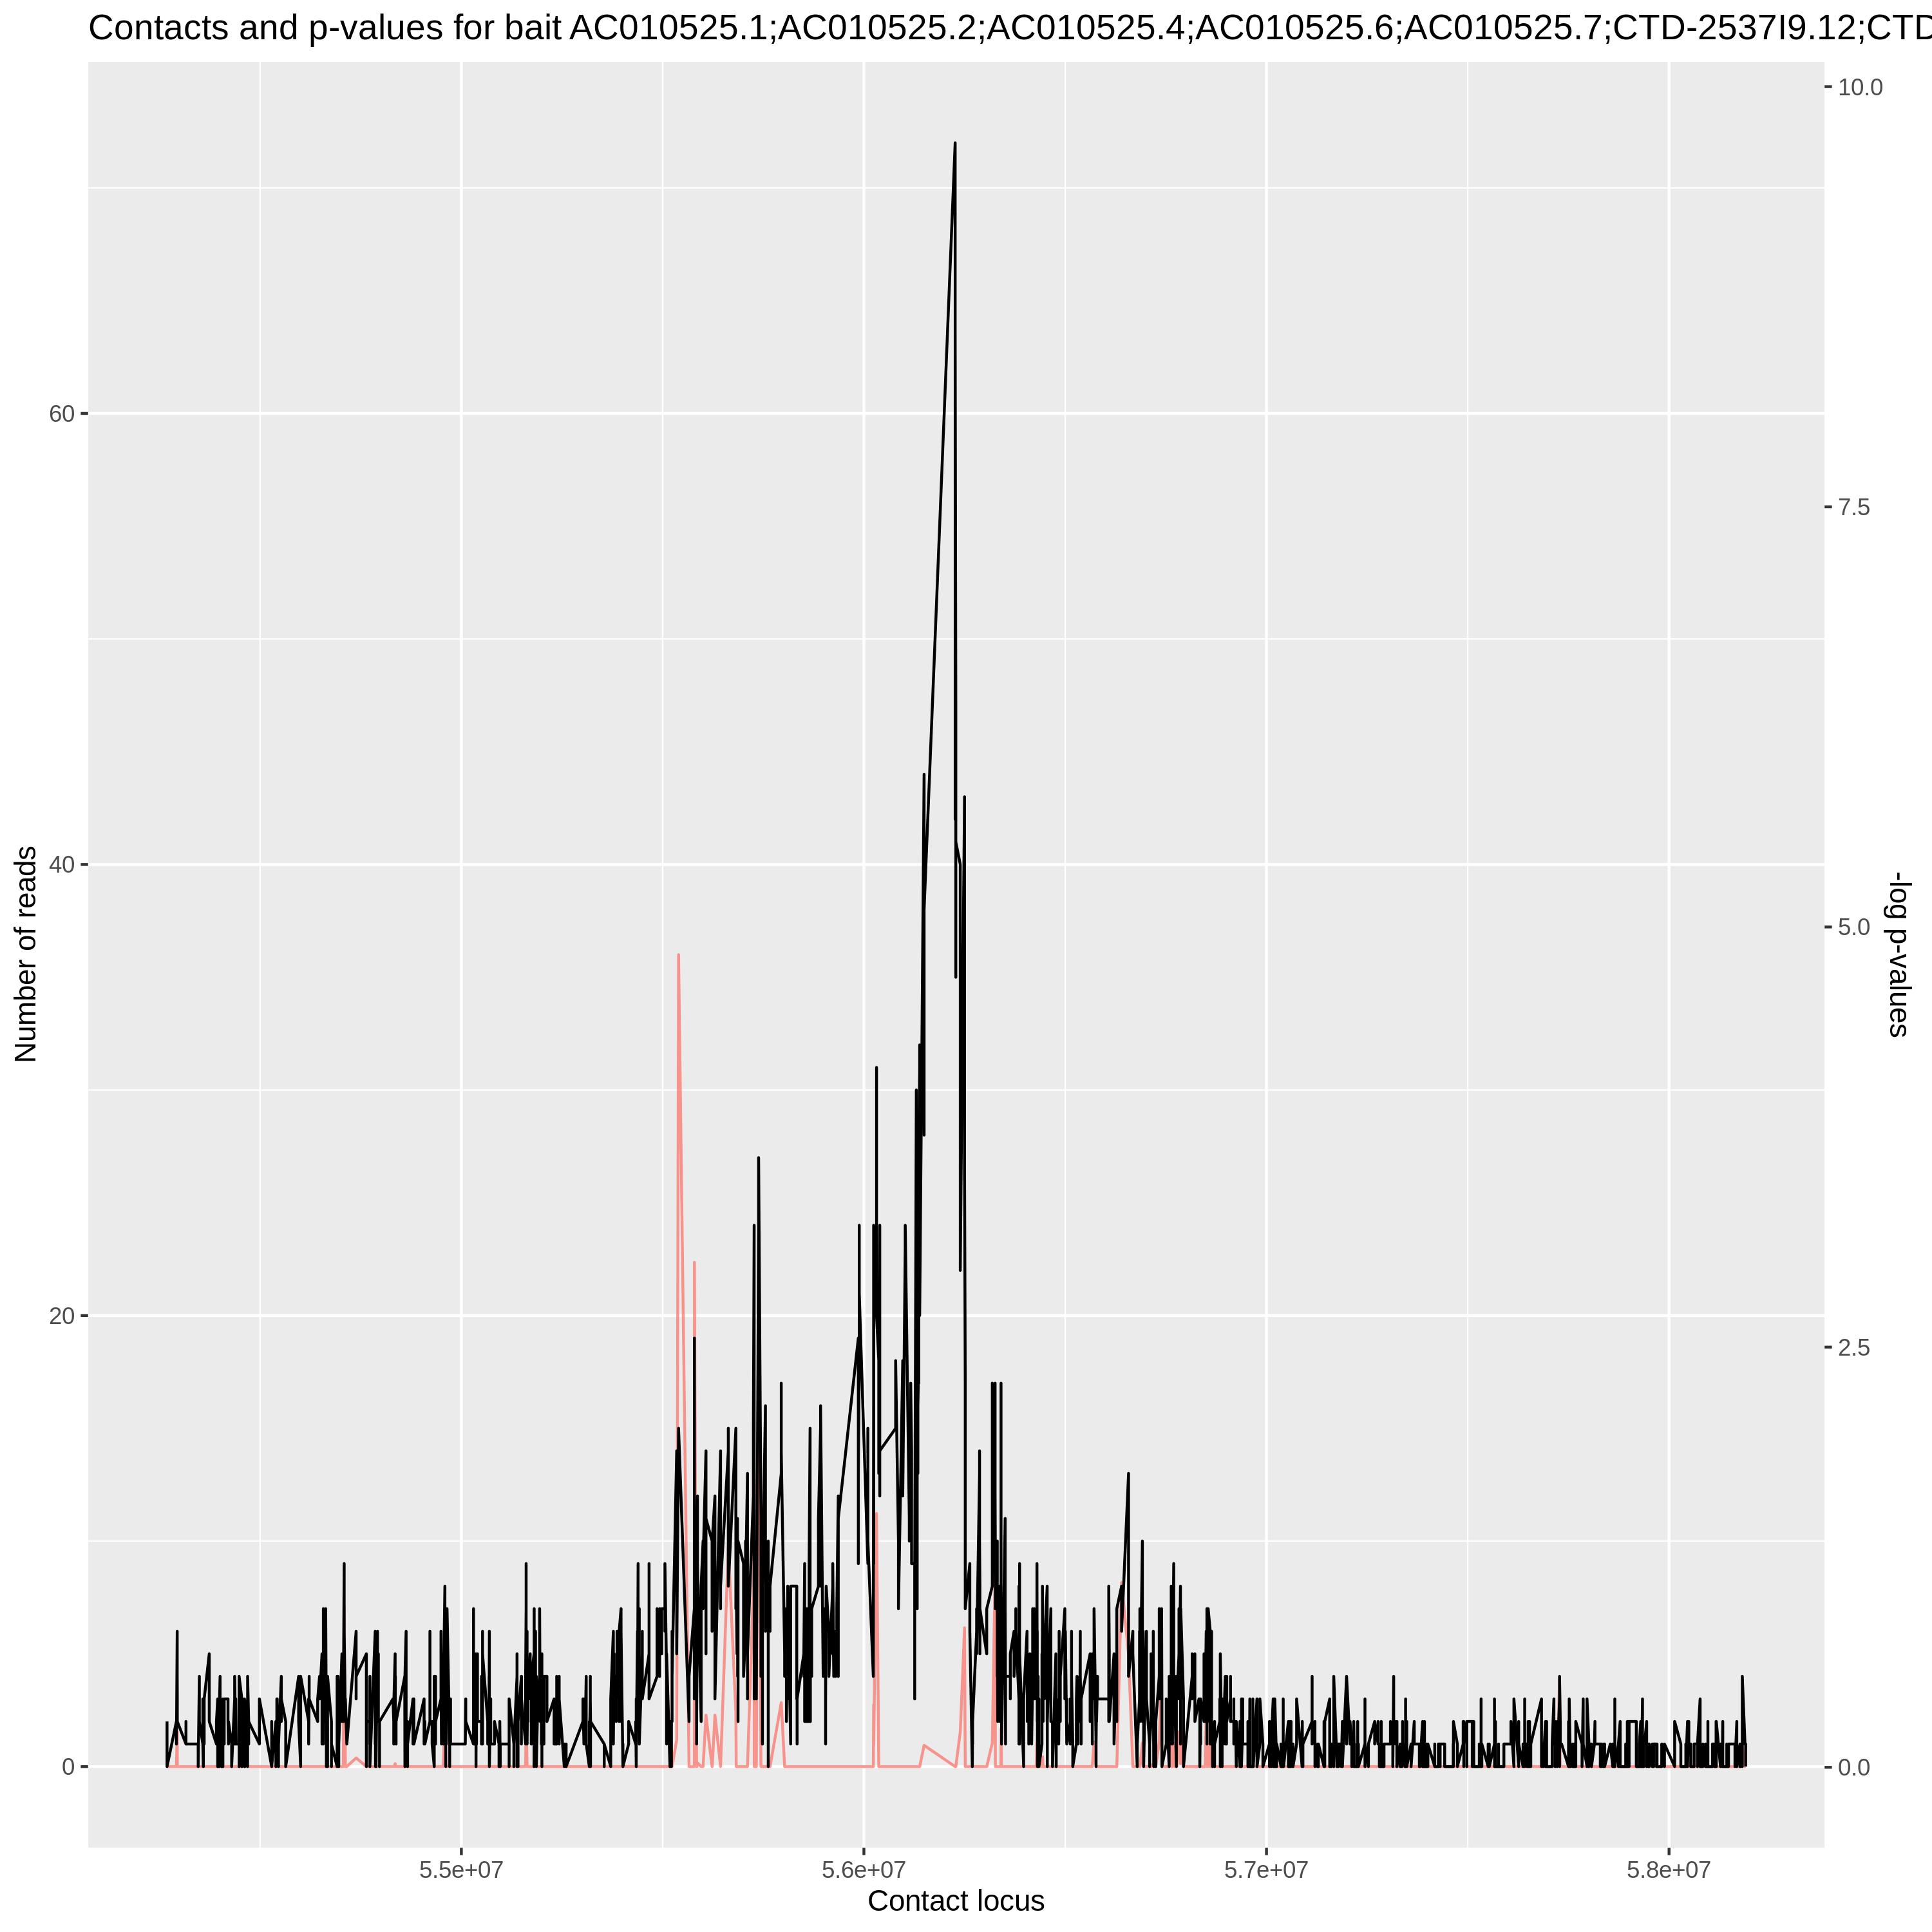 Contacts and p-values for bait AC010525.1;AC010525.2;AC010525.4;AC010525.6;AC010525.7;CTD-2537I9.12;CTD
10.0
7.5
5.0
2.5
0.0
60
40
20
0
Number of reads
-log p-values
5.5e+07 5.6e+07 5.7e+07 5.8e+07
Contact locus